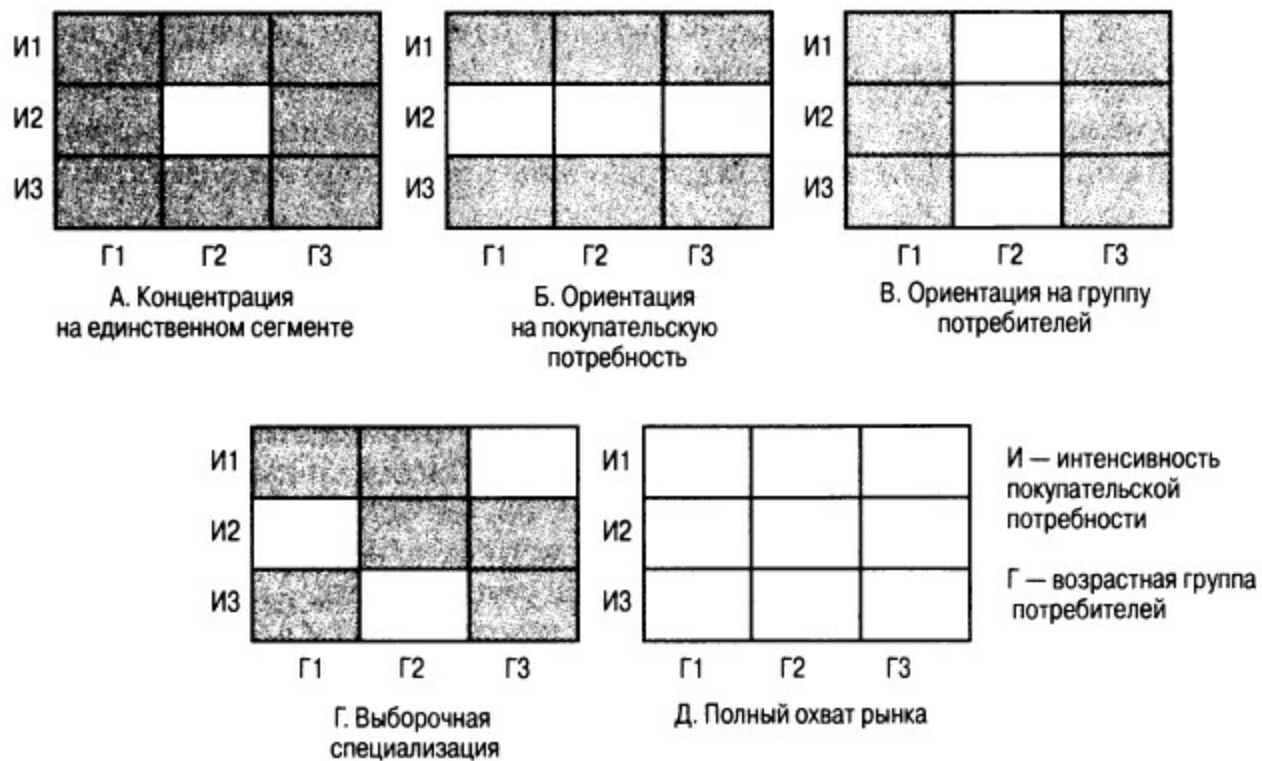 И1
И2
И3
Г1 Г2 Г3
А. Концентрация
на единственном сегменте
И1
И2
И3
Г1 Г2 Г3
Б. Ориентация
на покупательскую
потребность
И1
И2
И3
Г1 Г2 Г3
В. Ориентация на группу
потребителей
И1
И2
И3
Г1 Г2 Г3
Г. Выборочная
специализация
И1
И2
И3
Г1 Г2 Г3
Д. Полный охват рынка
И — интенсивность
покупательской
потребности
Г — возрастная группа
потребителей